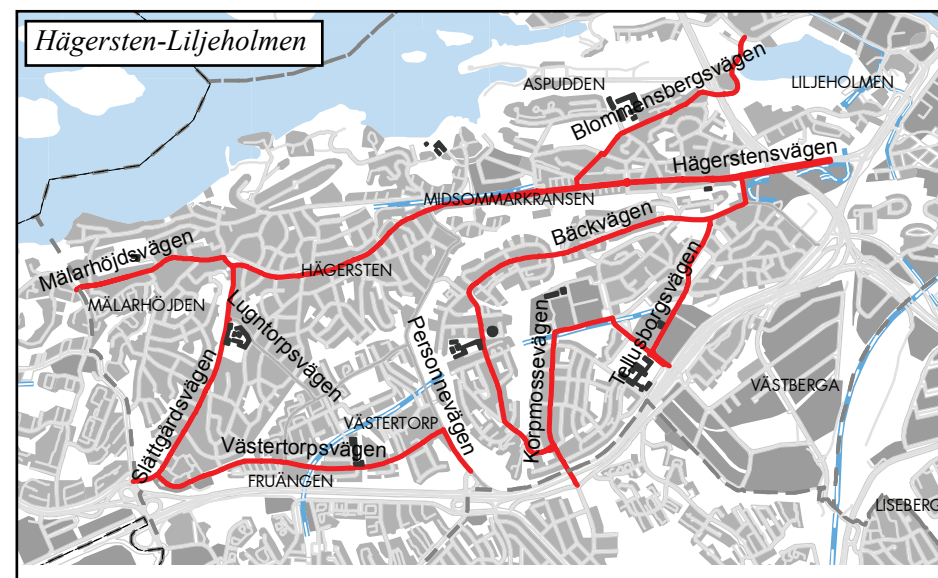 Hägersten-Liljeholmen
ASPUDDEN
LILJEHOLMEN
Blommensbergsvägen
Hägerstensvägen
MIDSOMMARKRANSEN
Bäckvägen
Mälarhöjdsvägen
HÄGERSTEN
MÄLARHÖJDEN
Lugntorpsvägen
Personnevägen
Korpmossevägen
Tellusborgsvägen
VÄSTBERGA
Slättgårdsvägen
VÄSTERTORP
Västertorpsvägen
FRUÄNGEN
LISEBERG